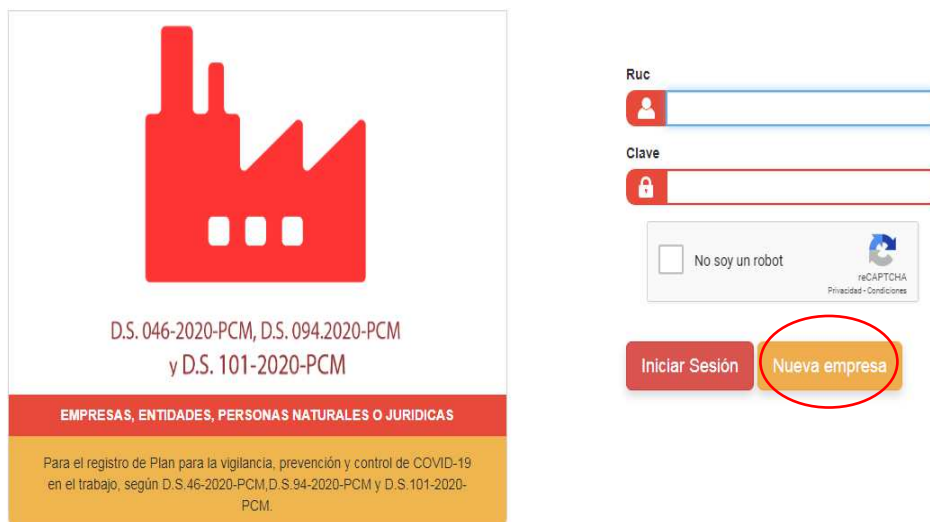 D.S. 046-2020-PCM, D.S. 094.2020-PCM
y D.S. 101-2020-PCM
EMPRESAS, ENTIDADES, PERSONAS NATURALES O JURIDICAS
Para el registro de Plan para la vigilancia, prevención y control de COVID-19
en el trabajo, según D.S.46-2020-PCM,D.S.94-2020-PCM y D.S.101-2020-
PCM.
Ruc
Clave
No soy un robot
reCAPTCHA
Privacidad - Condiciones
Iniciar Sesión
Nueva empresa